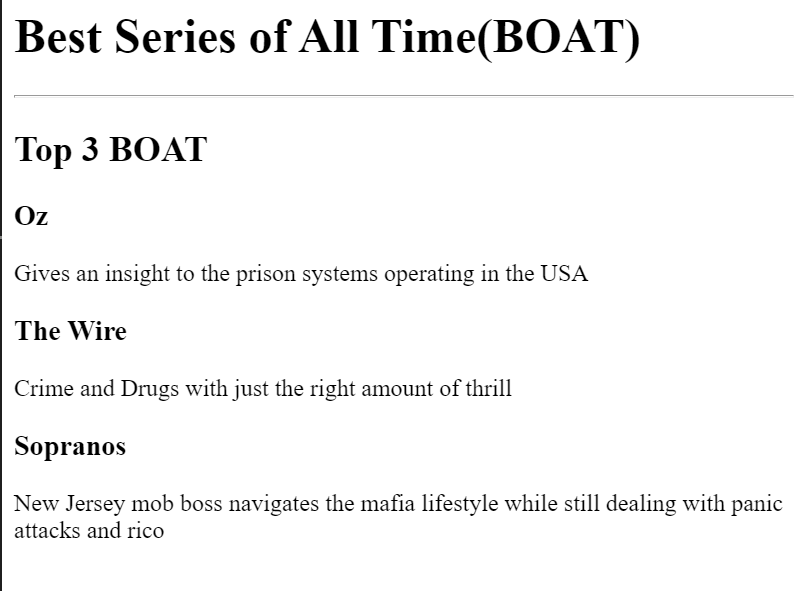 Best Series of All Time(BOAT)
Top 3 BOAT
Oz
Gives an insight to the prison systems operating in the USA
The Wire
Crime and Drugs with just the right amount of thrill
Sopranos
New Jersey mob boss navigates the mafia lifestyle while still dealing with panic
attacks and rico